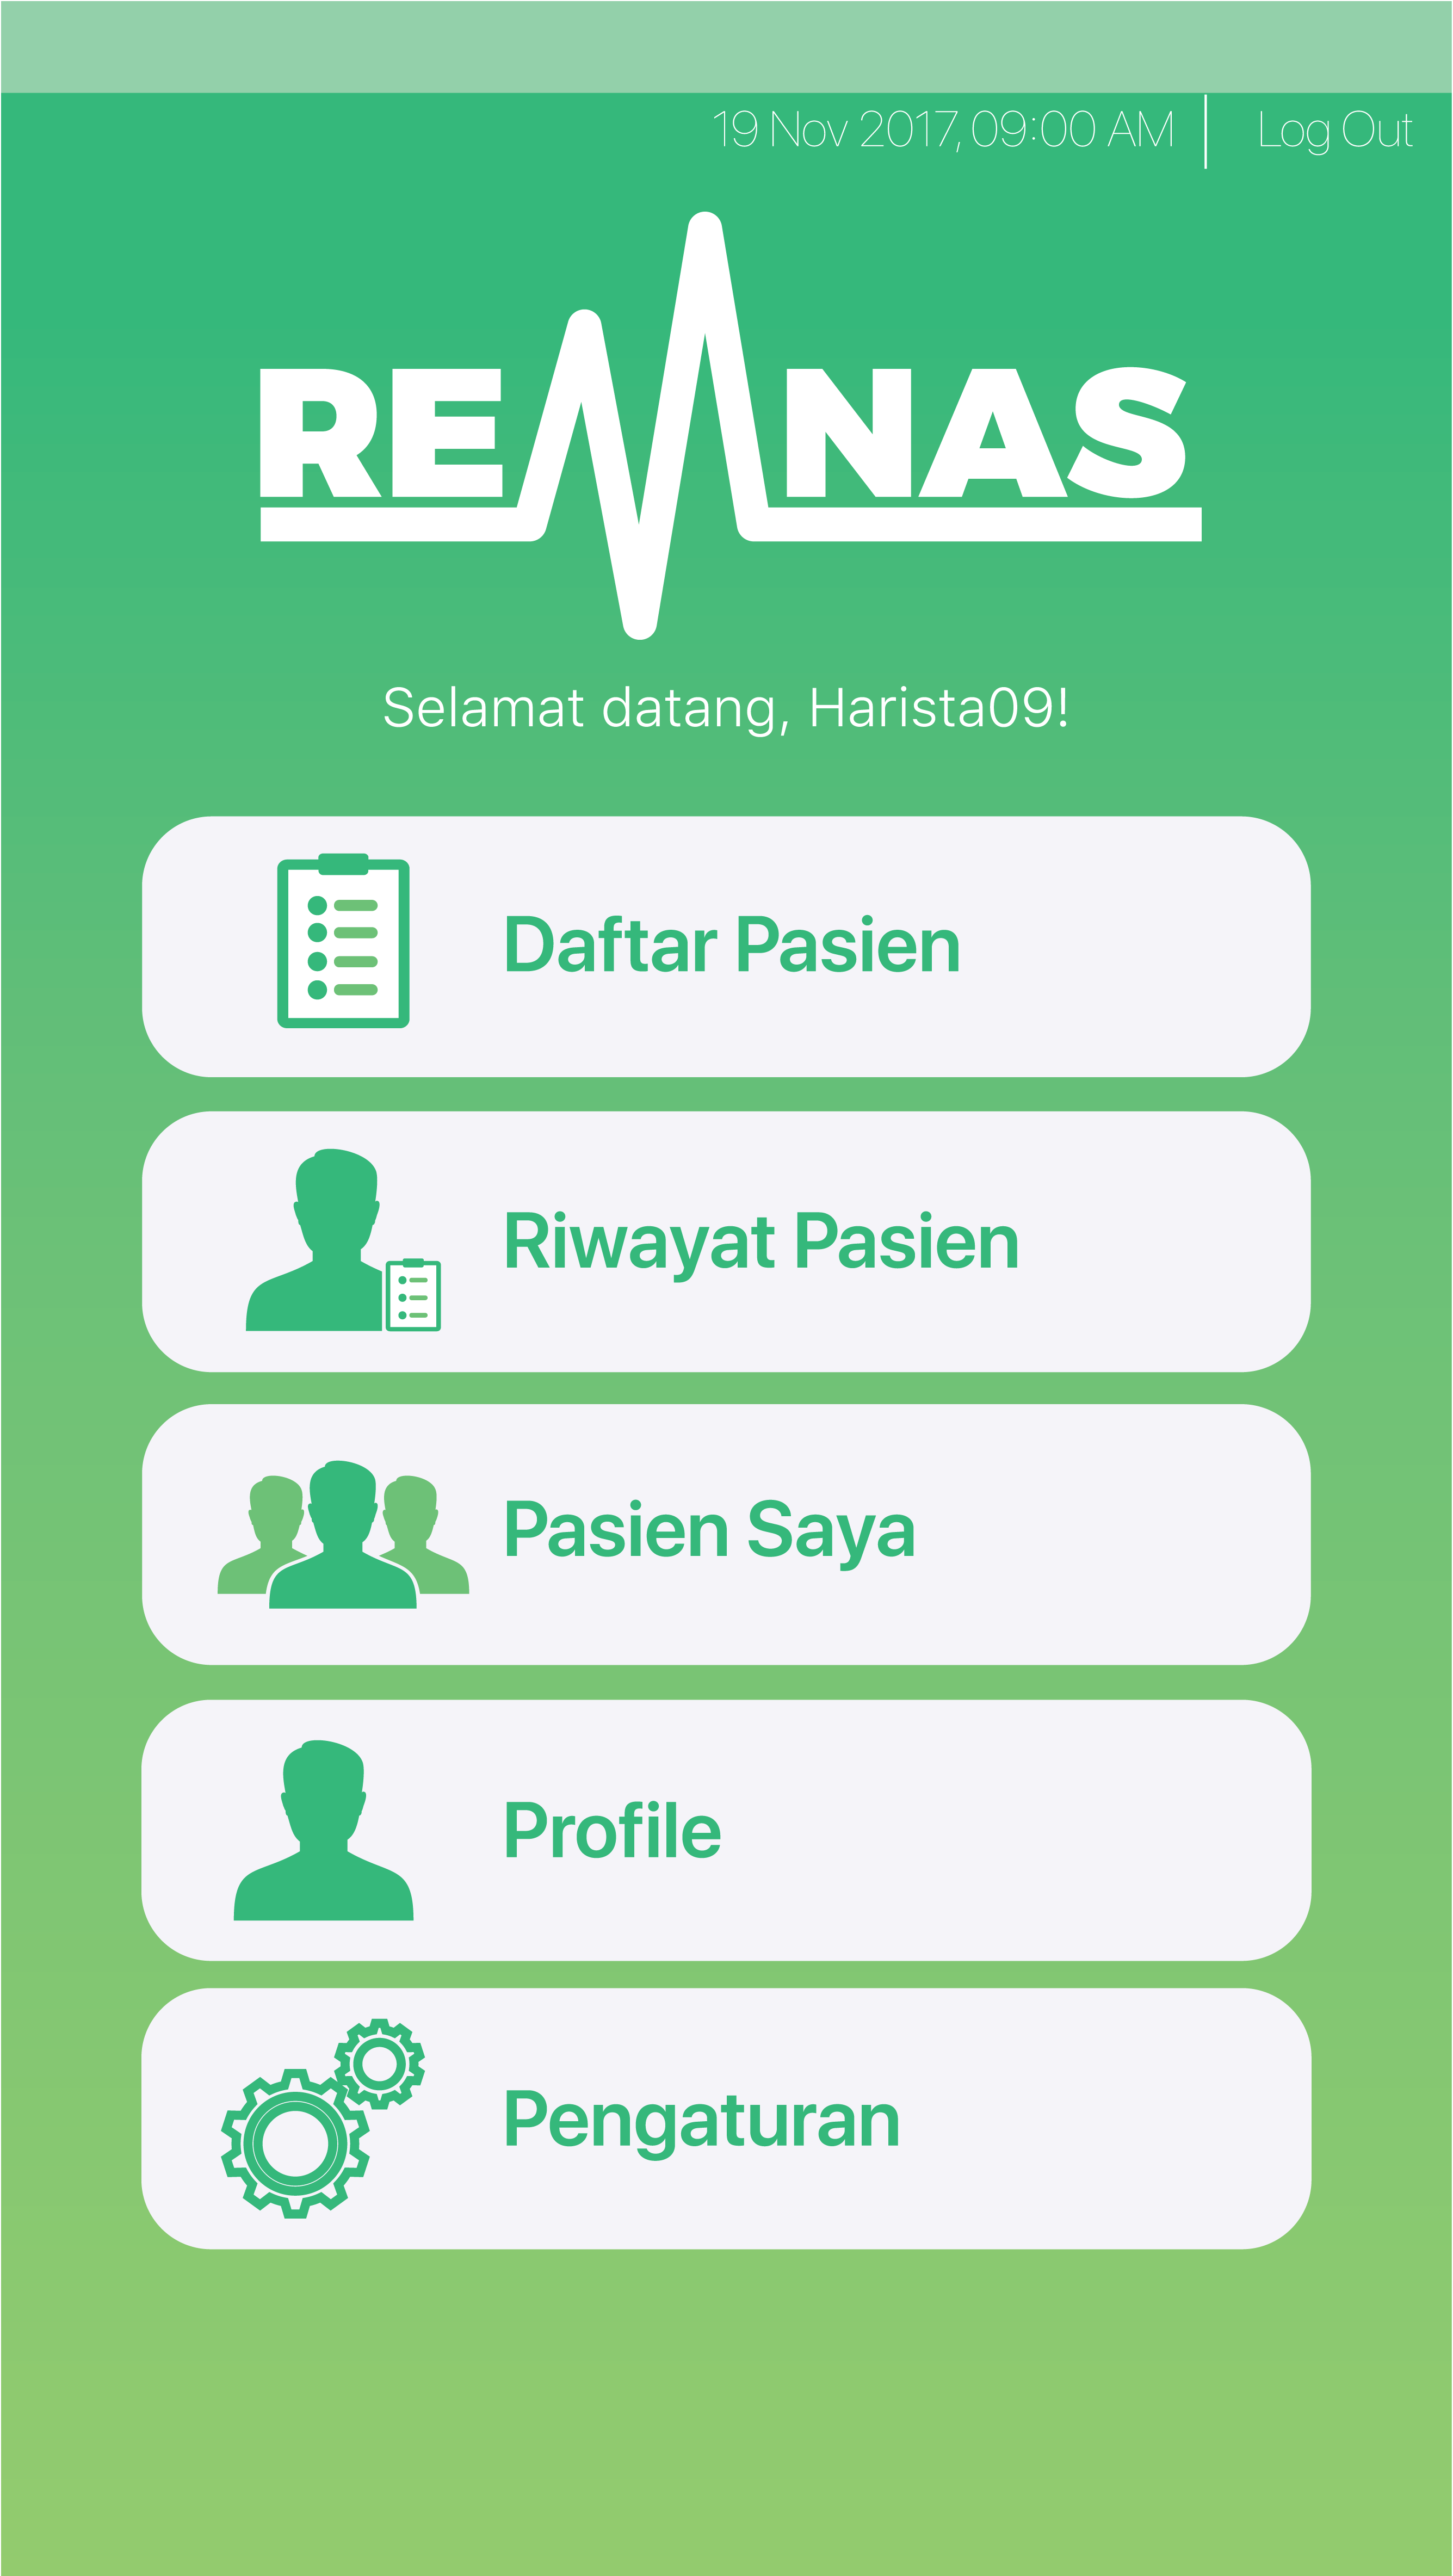 19 Nov 2017, 09:00 AM | Log Out
REMNAS
Selamat datang, Harista09!
Daftar Pasien
Riwayat Pasien
Pasien Saya
Profile
Pengaturan